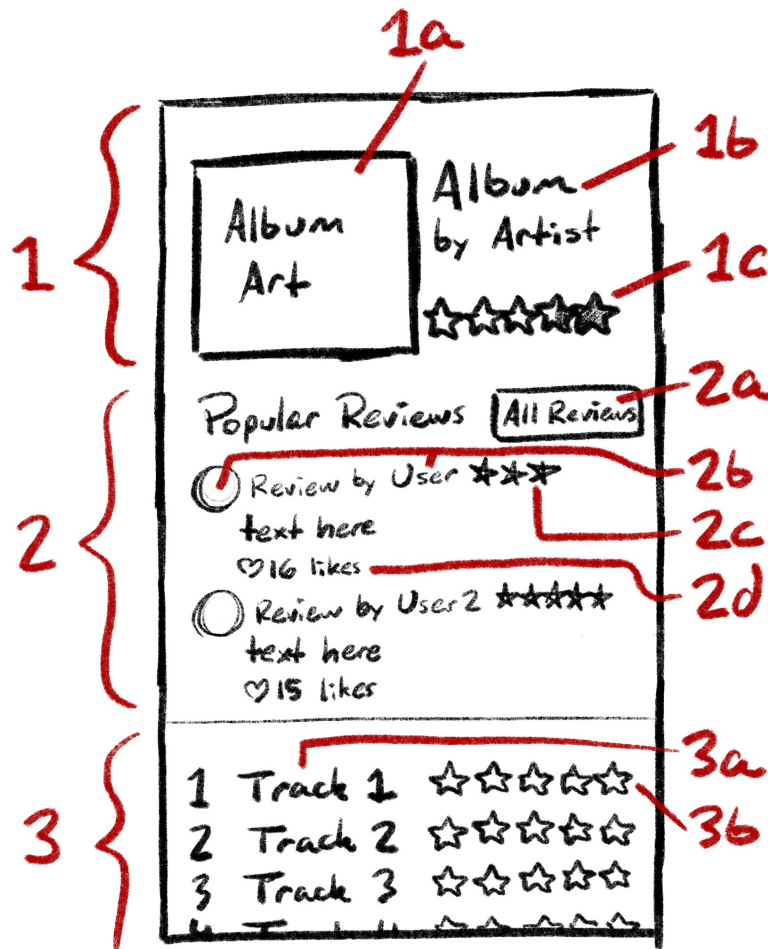 1a
1b
1
Album
Art
Album
by Artist
1c
2a
Popular Reviews
All Reviews
2b
Review by User
2c
text here
2
♡16 likes
2d
Review by User 2
text here
♡15 likes
3a
1 Track 1
3b
2 Track 2
3
3 Track 3